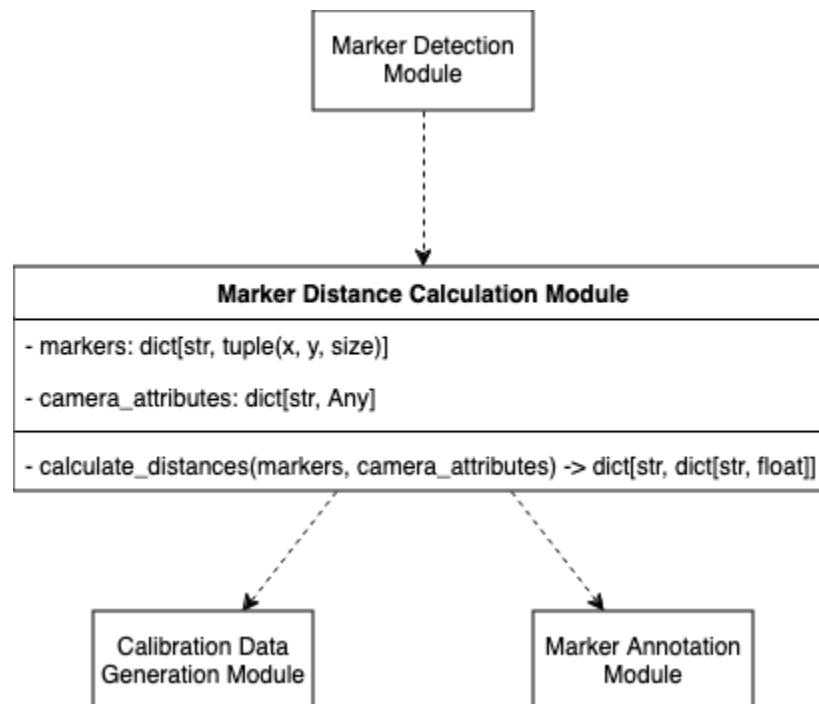 Marker Detection
Module
Marker Distance Calculation Module
- markers: dict[str, tuple(x, y, size)]
- camera_attributes: dict[str, Any]
- calculate_distances(markers, camera_attributes) -> dict[str, dict[str, float]]
Calibration Data
Generation Module
Marker Annotation
Module